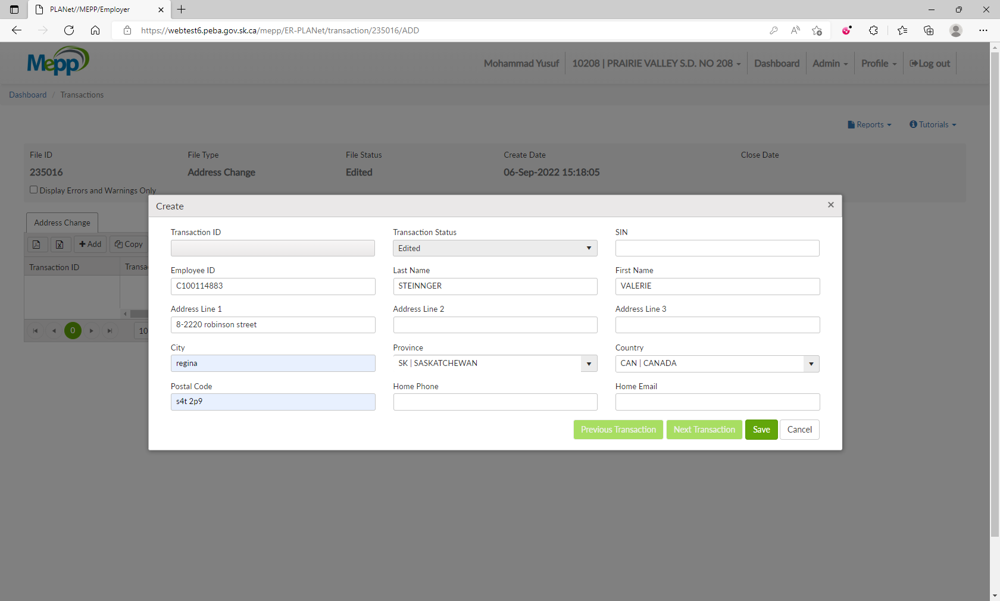 PLANet//MEPP/Employer
https://webtest6.peba.gov.sk.ca/mepp/ER-PLANet/transaction/235016/ADD
Mepp
Mohammad Yusuf
10208 | PRAIRIE VALLEY S.D. NO 208
Dashboard
Admin
Profile
Log out
Dashboard / Transactions
Reports
Tutorials
File ID
File Type
File Status
Create Date
Close Date
235016
Address Change
Edited
06-Sep-2022 15:18:05
Display Errors and Warnings Only
Address Change
Add
Copy
Transaction ID
Transa
0
10
Create
Transaction ID
Transaction Status
SIN
Edited
Employee ID
Last Name
First Name
C100114883
STEINNGER
VALERIE
Address Line 1
Address Line 2
Address Line 3
8-2220 robinson street
City
Province
Country
regina
SK | SASKATCHEWAN
CAN | CANADA
Postal Code
Home Phone
Home Email
s4t 2p9
Previous Transaction
Next Transaction
Save
Cancel